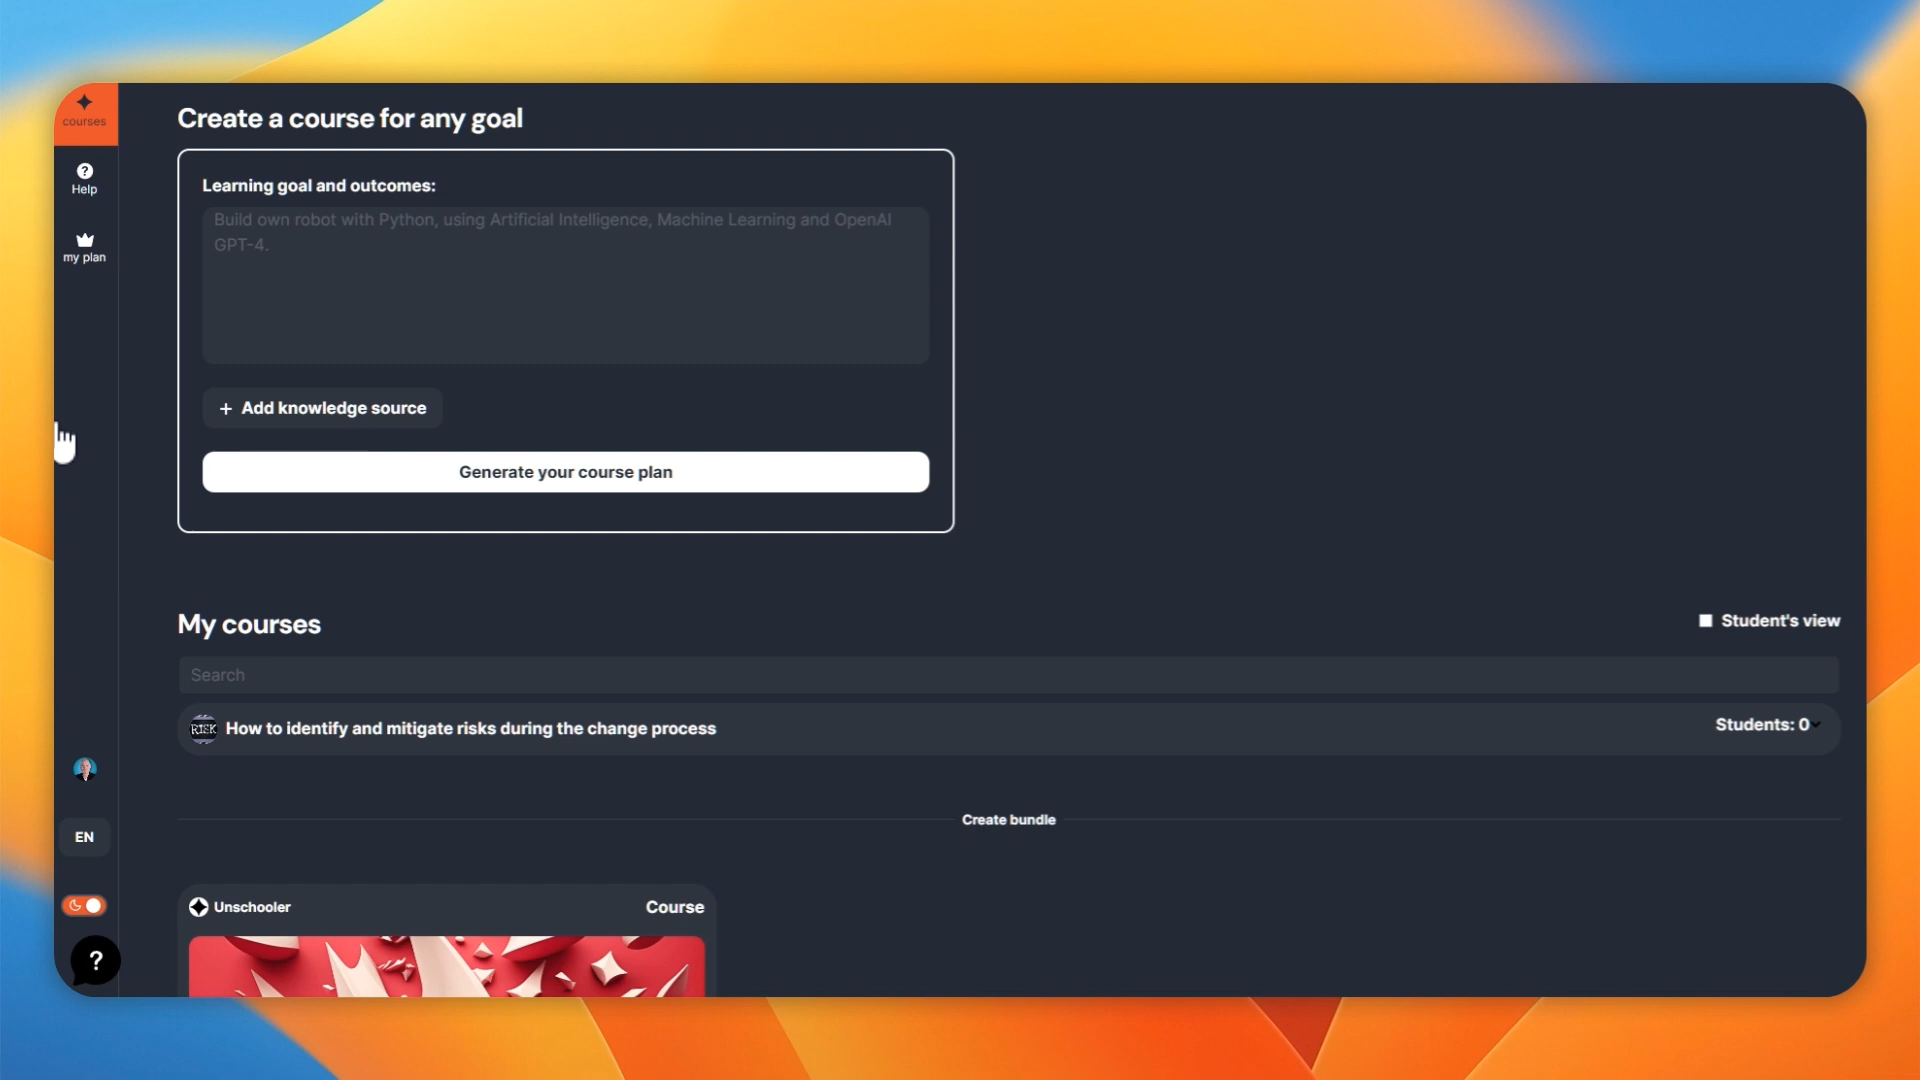 courses
Help
my plan
Create a course for any goal
Learning goal and outcomes:
Build own robot with Python, using Artificial Intelligence, Machine Learning and OpenAI
GPT-4.
+ Add knowledge source
Generate your course plan
My courses
Student's view
Search
RISK How to identify and mitigate risks during the change process
Students: 0
Create bundle
EN
Unschooler
Course
?